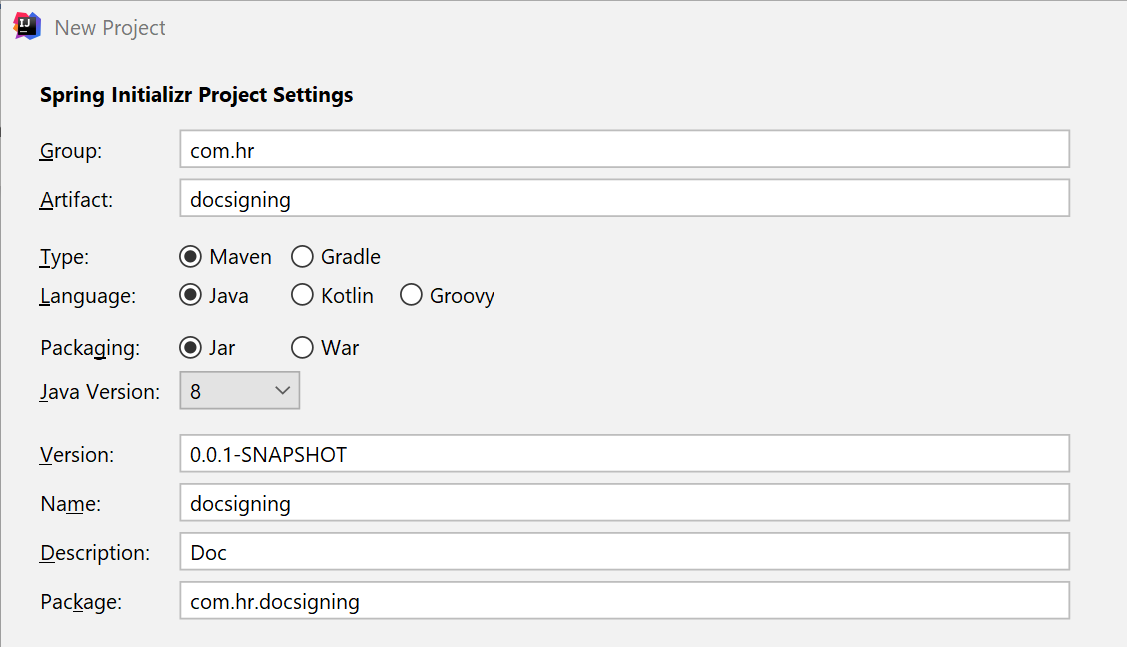 IJ
New Project
Spring Initializr Project Settings
Group: com.hr
Artifact: docsigning
Type: Maven Gradle
Language: Java Kotlin Groovy
Packaging: Jar War
Java Version: 8
Version: 0.0.1-SNAPSHOT
Name: docsigning
Description: Doc
Package: com.hr.docsigning